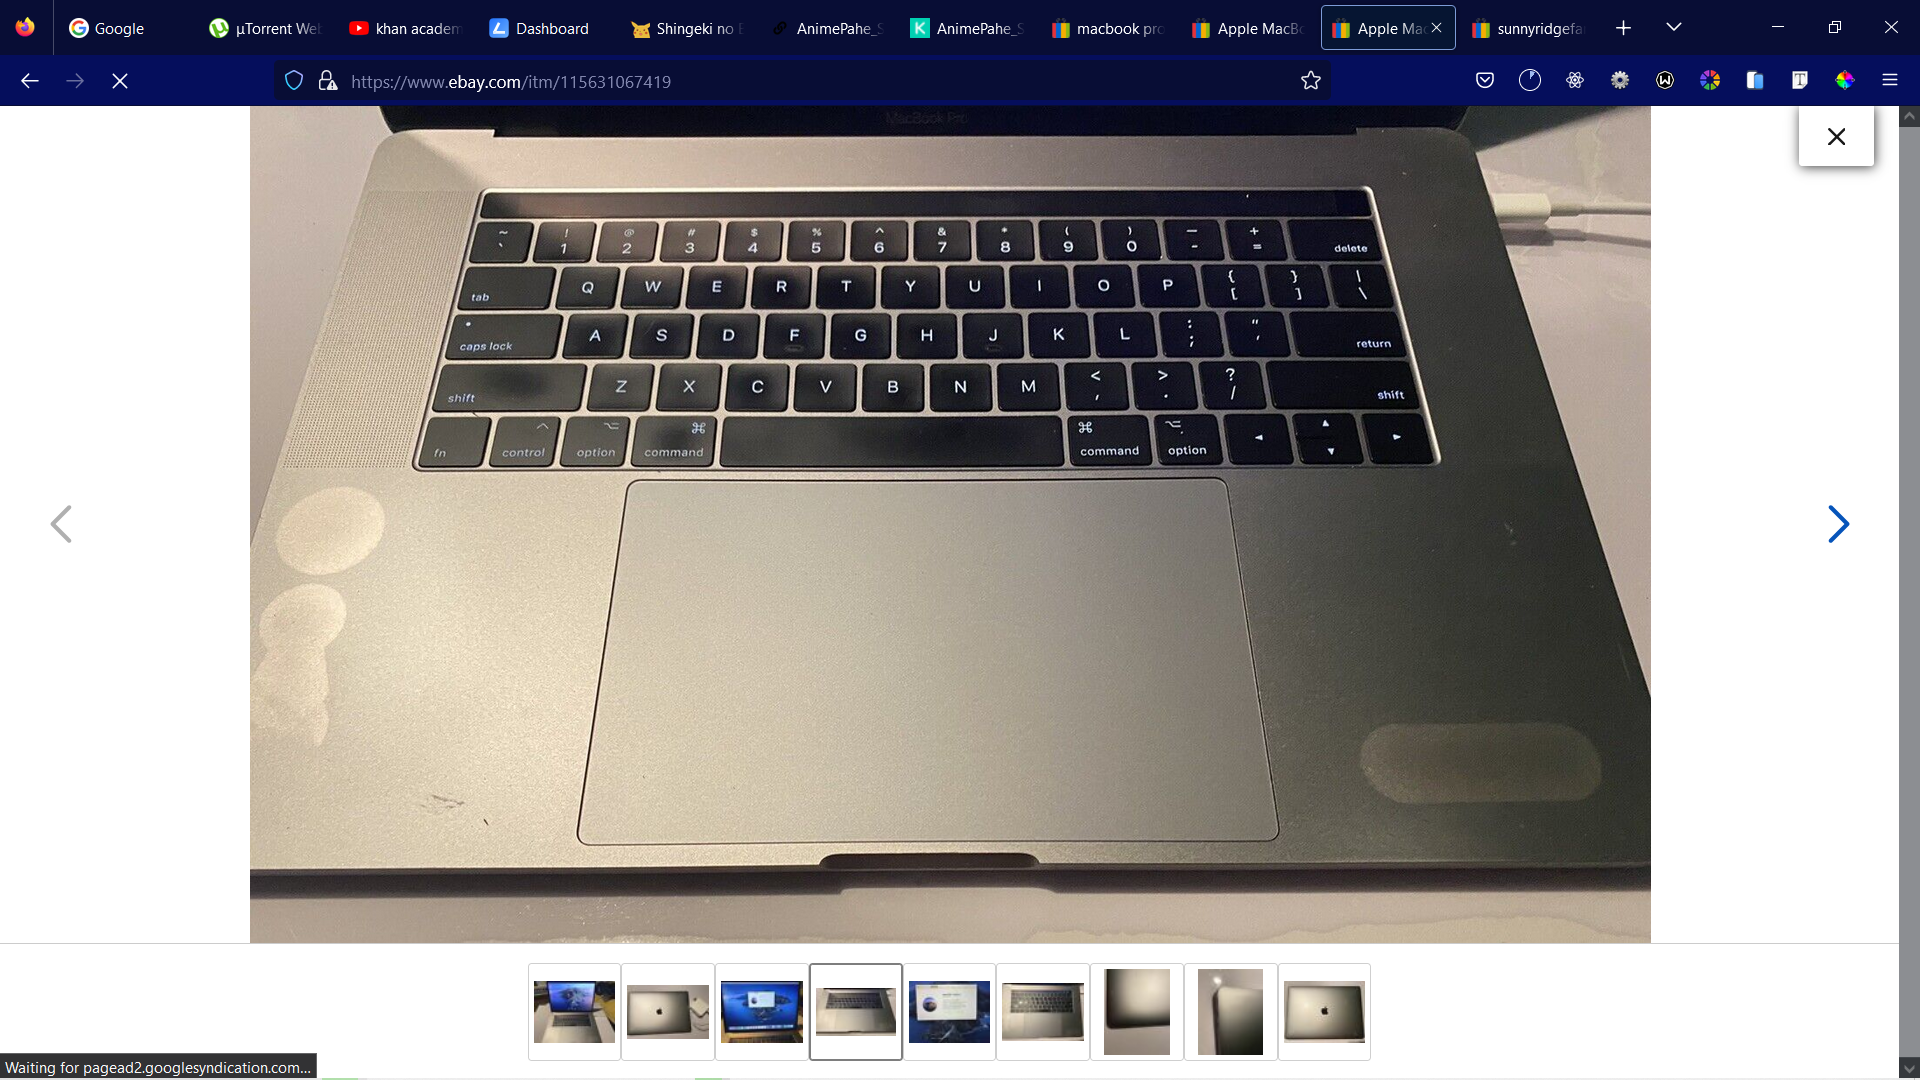 Google
µTorrent We
khan academ
Dashboard
Shingeki no
AnimePahe_S
AnimePahe_S
macbook pro
Apple MacB
Apple Mac
sunnyridgefa
https://www.ebay.com/itm/115631067419
MacBook Pro
~ ! @ # $ % ^ & * ( ) — +
` 1 2 3 4 5 6 7 8 9 0 - = delete
tab Q W E R T Y U I O P { [ } ] | \
caps lock A S D F G H J K L : ; " ' return
shift Z X C V B N M < , > . ? / shift
fn control option command command option
Waiting for pagead2.googlesyndication.com...